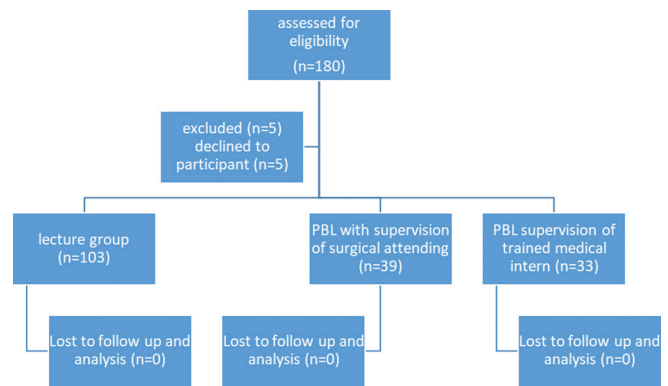 assessed for
eligibility
(n=180)
excluded (n=5)
declined to
participant (n=5)
lecture group
(n=103)
PBL with supervision
of surgical attending
(n=39)
PBL supervision of
trained medical
intern (n=33)
Lost to follow up and
analysis (n=0)
Lost to follow up and
analysis (n=0)
Lost to follow up and
analysis (n=0)